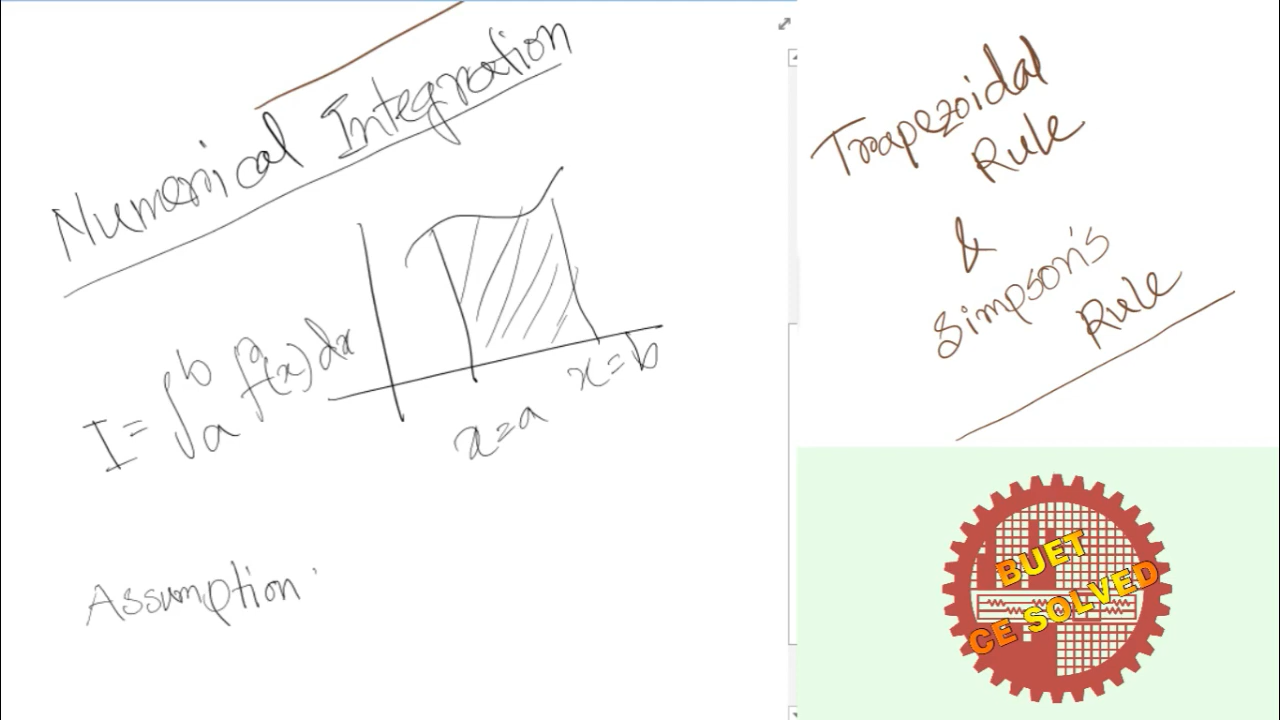 Numerical Integration
I = ∫ₐᵇ f(x) dx
x=a
x=b
Assumption:
Trapezoidal
Rule
&
Simpson's
Rule
BUET
CE SOLVED